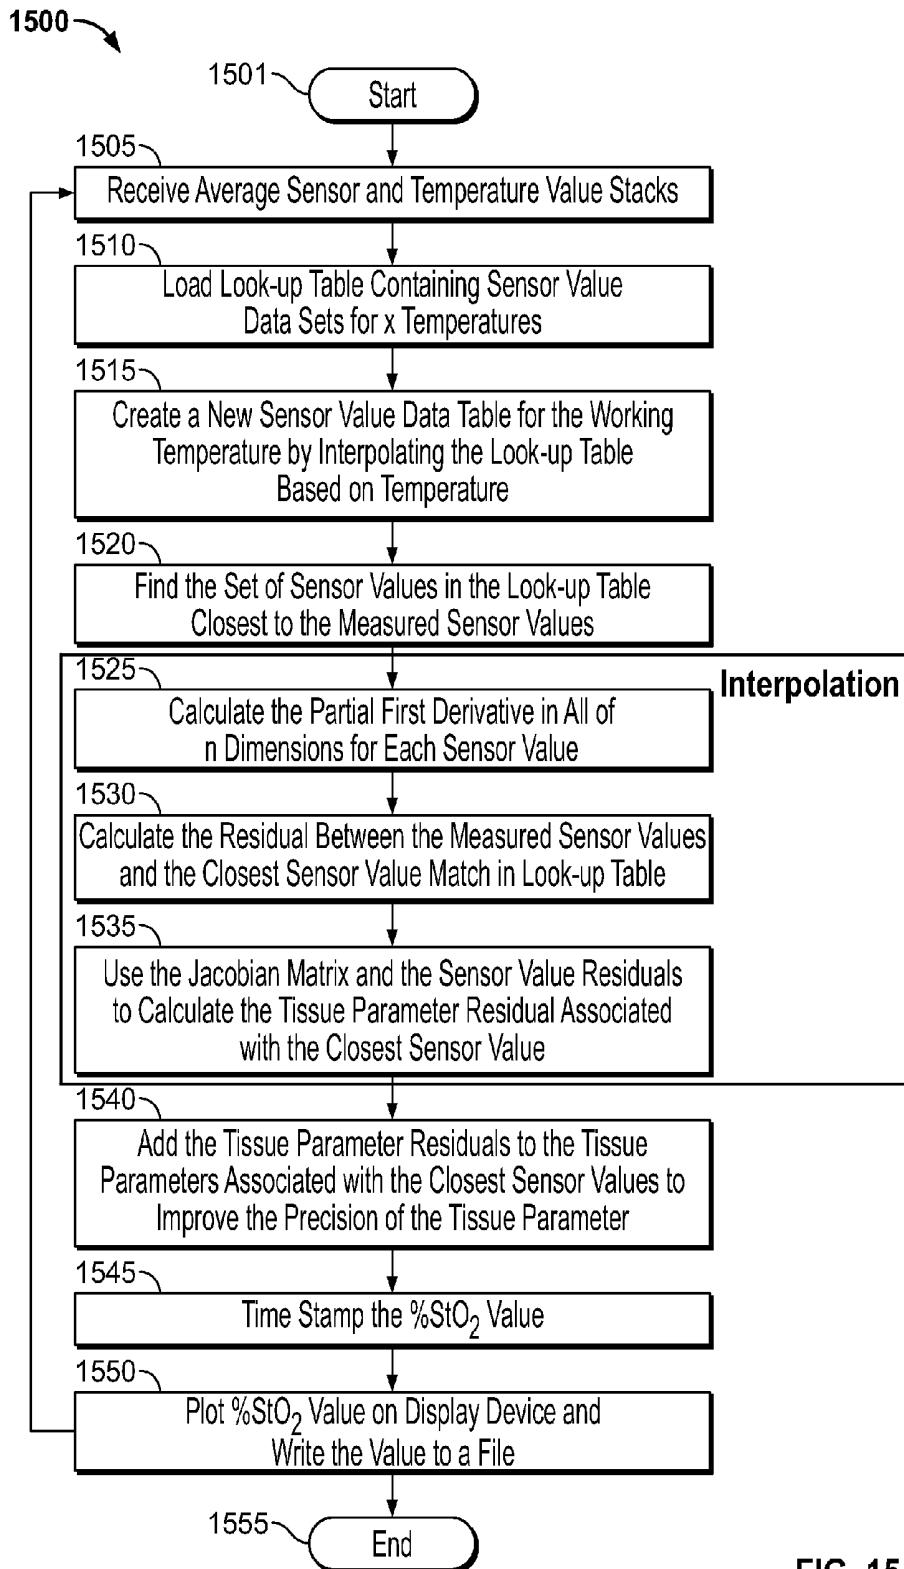 1500
1501
Start
1505
Receive Average Sensor and Temperature Value Stacks
1510
Load Look-up Table Containing Sensor Value
Data Sets for x Temperatures
1515
Create a New Sensor Value Data Table for the Working
Temperature by Interpolating the Look-up Table
Based on Temperature
1520
Find the Set of Sensor Values in the Look-up Table
Closest to the Measured Sensor Values
1525
Interpolation
Calculate the Partial First Derivative in All of
n Dimensions for Each Sensor Value
1530
Calculate the Residual Between the Measured Sensor Values
and the Closest Sensor Value Match in Look-up Table
1535
Use the Jacobian Matrix and the Sensor Value Residuals
to Calculate the Tissue Parameter Residual Associated
with the Closest Sensor Value
1540
Add the Tissue Parameter Residuals to the Tissue
Parameters Associated with the Closest Sensor Values to
Improve the Precision of the Tissue Parameter
1545
Time Stamp the %StO₂ Value
1550
Plot %StO₂ Value on Display Device and
Write the Value to a File
1555
End
FIG. 15